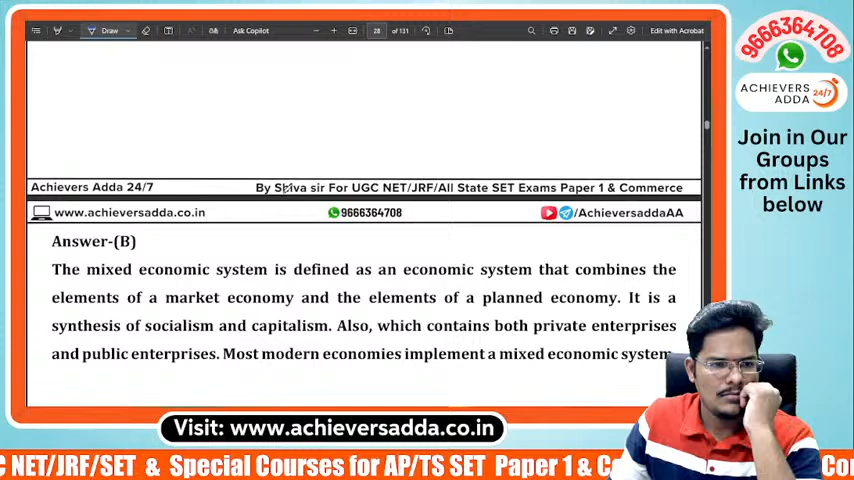 Draw
Ask Copilot
28 of 131
Edit with Acrobat
9666364708
ACHIEVERS
ADDA 24/7
Join in Our
Groups
from Links
below
Achievers Adda 24/7 By Shiva sir For UGC NET/JRF/All State SET Exams Paper 1 & Commerce
www.achieversadda.co.in 9666364708 /AchieversaddaAA
Answer-(B)
The mixed economic system is defined as an economic system that combines the
elements of a market economy and the elements of a planned economy. It is a
synthesis of socialism and capitalism. Also, which contains both private enterprises
and public enterprises. Most modern economies implement a mixed economic system.
Visit: www.achieversadda.co.in
C NET/JRF/SET & Special Courses for AP/TS SET Paper 1 & C